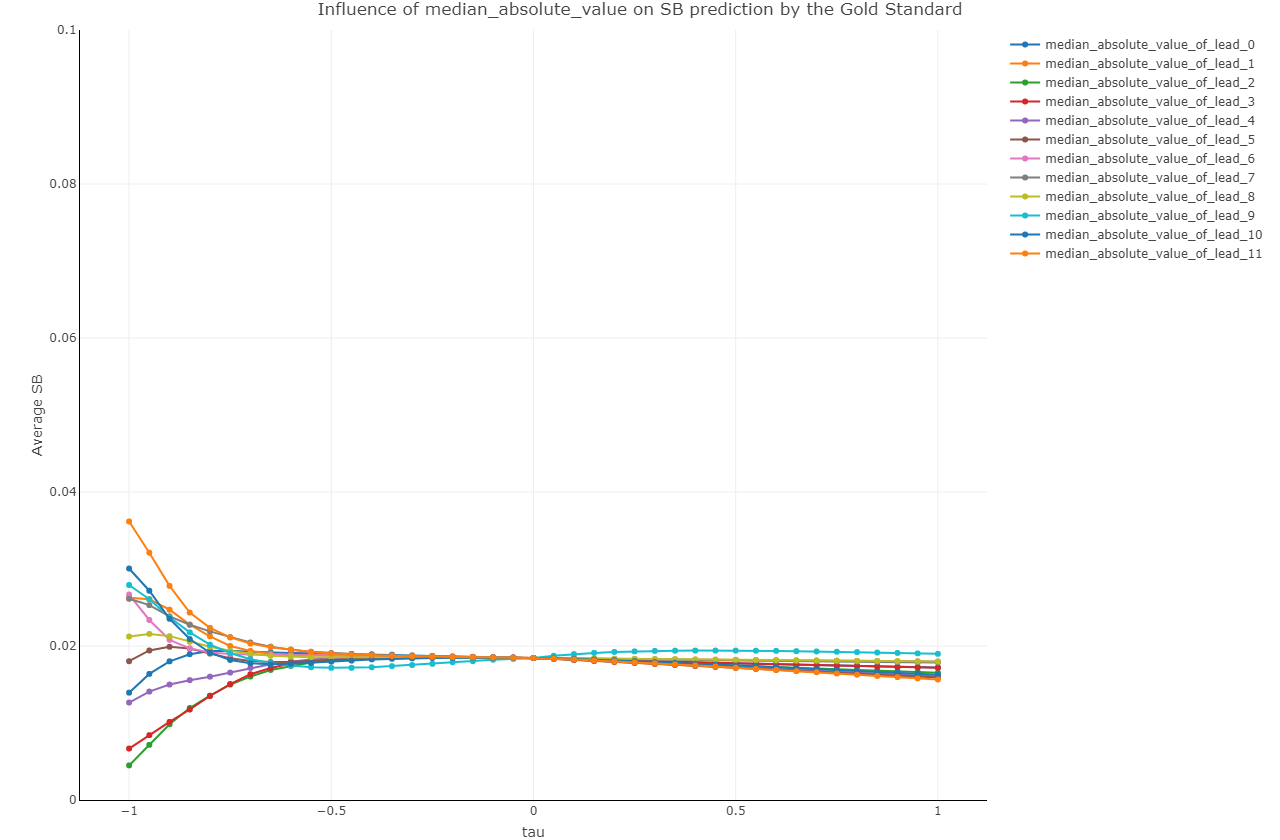 Influence of median_absolute_value on SB prediction by the Gold Standard
0.1
0.08
0.06
0.04
0.02
0
Average SB
−1
−0.5
0
0.5
1
tau
median_absolute_value_of_lead_0
median_absolute_value_of_lead_1
median_absolute_value_of_lead_2
median_absolute_value_of_lead_3
median_absolute_value_of_lead_4
median_absolute_value_of_lead_5
median_absolute_value_of_lead_6
median_absolute_value_of_lead_7
median_absolute_value_of_lead_8
median_absolute_value_of_lead_9
median_absolute_value_of_lead_10
median_absolute_value_of_lead_11